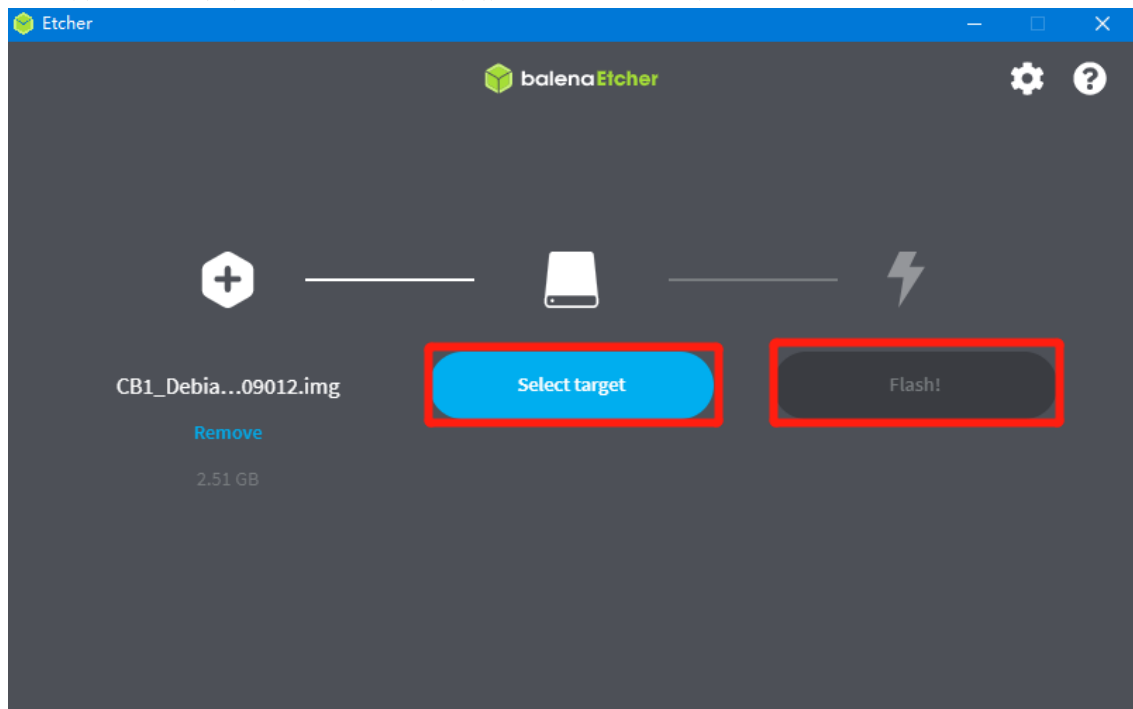 Etcher
balenaEtcher
CB1_Debia...09012.img
Select target
Flash!
Remove
2.51 GB